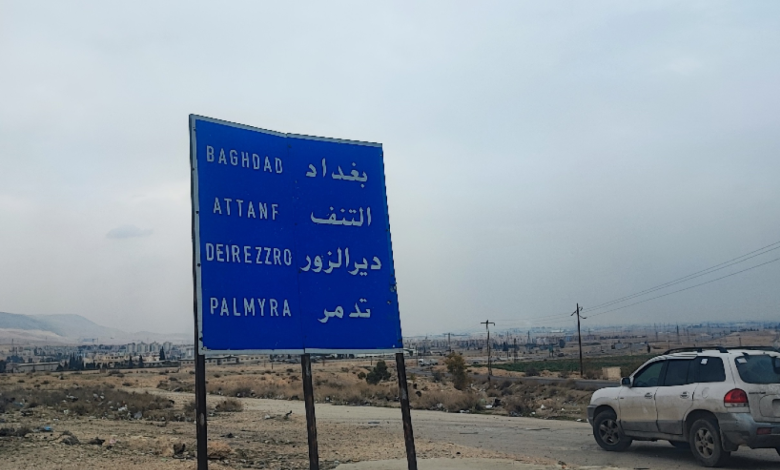 BAGHDAD بغداد
ATTANF التنف
DEIREZZRO ديرالزور
PALMYRA تدمر